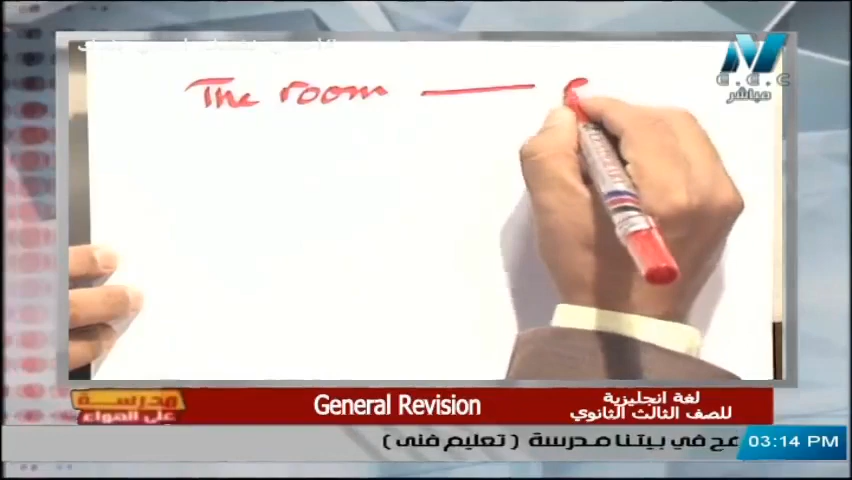 The room
e.e.c
مباشر
General Revision
لغة انجليزية
للصف الثالث الثانوي
مدرسة
على الهواء
مج في بيتنا مدرسة ( تعليم فنى )
03:14 PM